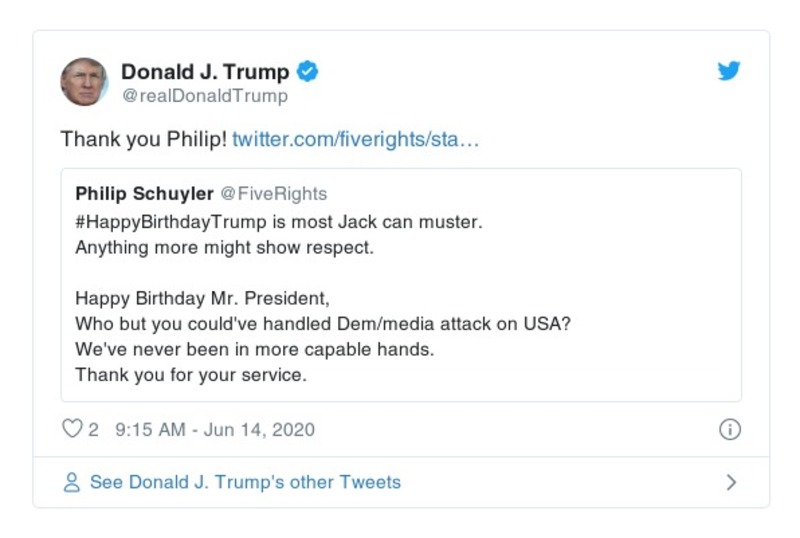 Donald J. Trump
@realDonaldTrump
Thank you Philip! twitter.com/fiverights/sta…
Philip Schuyler @FiveRights
#HappyBirthdayTrump is most Jack can muster.
Anything more might show respect.
Happy Birthday Mr. President,
Who but you could've handled Dem/media attack on USA?
We've never been in more capable hands.
Thank you for your service.
2 9:15 AM - Jun 14, 2020
See Donald J. Trump's other Tweets